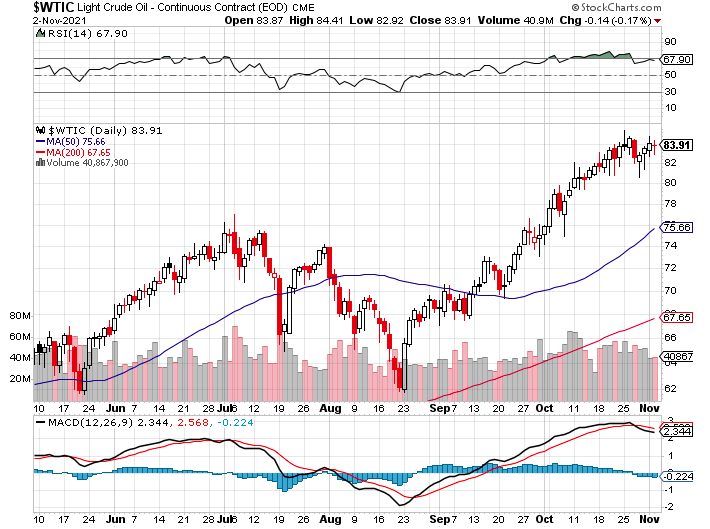 $WTIC Light Crude Oil - Continuous Contract (EOD) CME
© StockCharts.com
2-Nov-2021 Open 83.87 High 84.41 Low 82.92 Close 83.91 Volume 40.9M Chg -0.14 (-0.17%)
RSI(14) 67.90
90
67.90
50
30
10
$WTIC (Daily) 83.91
MA(50) 75.66
MA(200) 67.65
Volume 40,867,900
83.91
82
80
78
75.66
74
72
70
67.65
66
40867
64
62
80M
60M
40M
20M
10 17 24 Jun 7 14 21 28 Jul 6 12 19 26 Aug 9 16 23 Sep 7 13 20 27 Oct 11 18 25 Nov
MACD(12,26,9) 2.344, 2.568, -0.224
3
2.344
1
-0.224
-1
-2
10 17 24 Jun 7 14 21 28 Jul 6 12 19 26 Aug 9 16 23 Sep 7 13 20 27 Oct 11 18 25 Nov